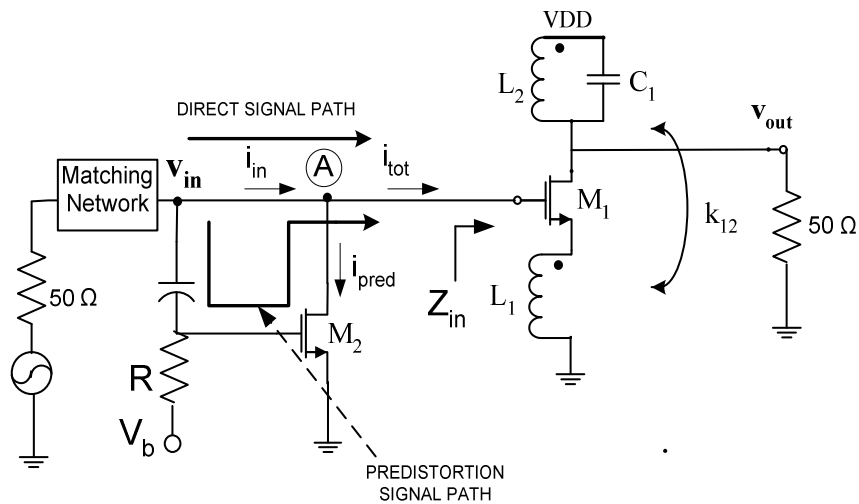 VDD
L2
C1
DIRECT SIGNAL PATH
vout
Matching
Network
vin
iin
A
itot
M1
k12
50 Ω
50 Ω
ipred
Zin
L1
M2
R
Vb
PREDISTORTION
SIGNAL PATH